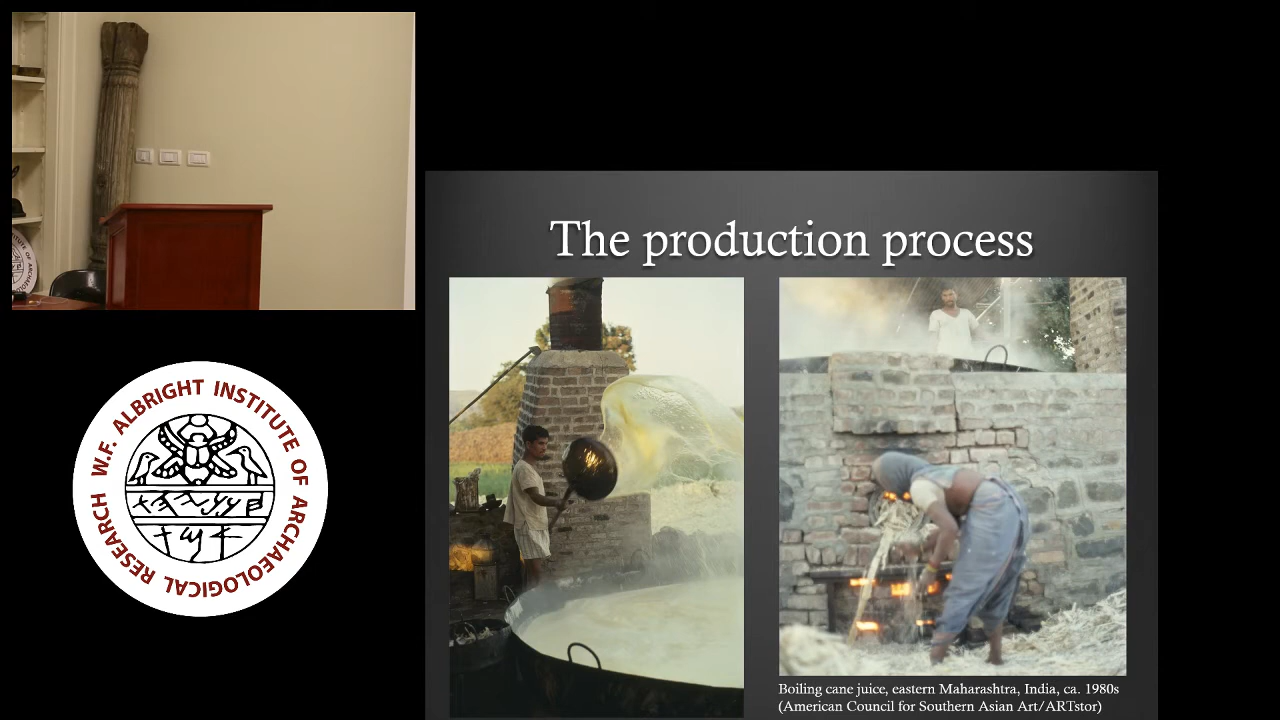 W.F. ALBRIGHT INSTITUTE OF ARCHAEOLOGICAL RESEARCH
The production process
Boiling cane juice, eastern Maharashtra, India, ca. 1980s
(American Council for Southern Asian Art/ARTstor)